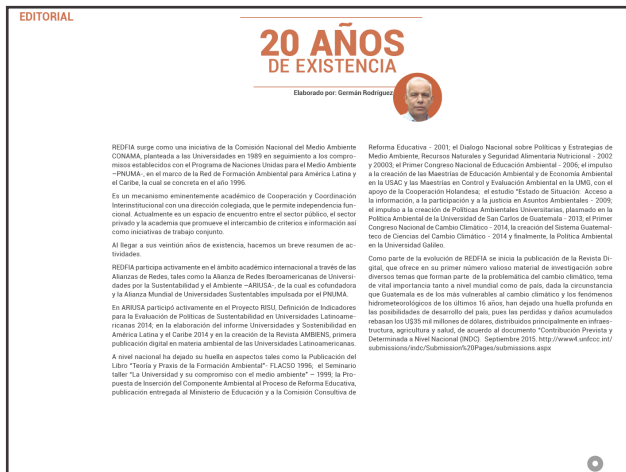 EDITORIAL
20 AÑOS
DE EXISTENCIA
Elaborado por: Germán Rodríguez
REDFIA surge como una iniciativa de la Comisión Nacional del Medio Ambiente
CONAMA, planteada a las Universidades en 1989 en seguimiento a los compro-
misos establecidos con el Programa de Naciones Unidas para el Medio Ambiente
–PNUMA-, en el marco de la Red de Formación Ambiental para América Latina y
el Caribe, la cual se concreta en el año 1996.
Es un mecanismo eminentemente académico de Cooperación y Coordinación
Interinstitucional con una dirección colegiada, que le permite independencia fun-
cional. Actualmente es un espacio de encuentro entre el sector público, el sector
privado y la academia que promueve el intercambio de criterios e información así
como iniciativas de trabajo conjunto.
Al llegar a sus veintiún años de existencia, hacemos un breve resumen de ac-
tividades.
REDFIA participa activamente en el ámbito académico internacional a través de las
Alianzas de Redes, tales como la Alianza de Redes Iberoamericanas de Universi-
dades por la Sustentabilidad y el Ambiente –ARIUSA-, de la cual es cofundadora
y la Alianza Mundial de Universidades Sustentables impulsada por el PNUMA.
En ARIUSA participó activamente en el Proyecto RISU, Definición de Indicadores
para la Evaluación de Políticas de Sustentabilidad en Universidades Latinoame-
ricanas 2014; en la elaboración del informe Universidades y Sostenibilidad en
América Latina y el Caribe 2014 y en la creación de la Revista AMBIENS, primera
publicación digital en materia ambiental de las Universidades Latinoamericanas.
A nivel nacional ha dejado su huella en aspectos tales como la Publicación del
Libro "Teoría y Praxis de la Formación Ambiental"- FLACSO 1996; el Seminario
taller "La Universidad y su compromiso con el medio ambiente" – 1999; la Pro-
puesta de Inserción del Componente Ambiental al Proceso de Reforma Educativa,
publicación entregada al Ministerio de Educación y a la Comisión Consultiva de
Reforma Educativa - 2001; el Dialogo Nacional sobre Políticas y Estrategias de
Medio Ambiente, Recursos Naturales y Seguridad Alimentaria Nutricional - 2002
y 20003; el Primer Congreso Nacional de Educación Ambiental - 2006; el impulso
a la creación de las Maestrías de Educación Ambiental y de Economía Ambiental
en la USAC y las Maestrías en Control y Evaluación Ambiental en la UMG, con el
apoyo de la Cooperación Holandesa; el estudio "Estado de Situación: Acceso a
la información, a la participación y a la justicia en Asuntos Ambientales - 2009;
el impulso a la creación de Políticas Ambientales Universitarias, plasmado en la
Política Ambiental de la Universidad de San Carlos de Guatemala - 2013; el Primer
Congreso Nacional de Cambio Climático - 2014, la creación del Sistema Guatemal-
teco de Ciencias del Cambio Climático - 2014 y finalmente, la Política Ambiental
en la Universidad Galileo.
Como parte de la evolución de REDFIA se inicia la publicación de la Revista Di-
gital, que ofrece en su primer número valioso material de investigación sobre
diversos temas que forman parte de la problemática del cambio climático, tema
de vital importancia tanto a nivel mundial como de país, dada la circunstancia
que Guatemala es de los más vulnerables al cambio climático y los fenómenos
hidrometeorológicos de los últimos 16 años, han dejado una huella profunda en
las posibilidades de desarrollo del país, pues las perdidas y daños acumulados
rebasan los U$35 mil millones de dólares, distribuidos principalmente en infraes-
tructura, agricultura y salud, de acuerdo al documento "Contribución Prevista y
Determinada a Nivel Nacional (INDC). Septiembre 2015. http://www4.unfccc.int/
submissions/indc/Submission%20Pages/submissions.aspx